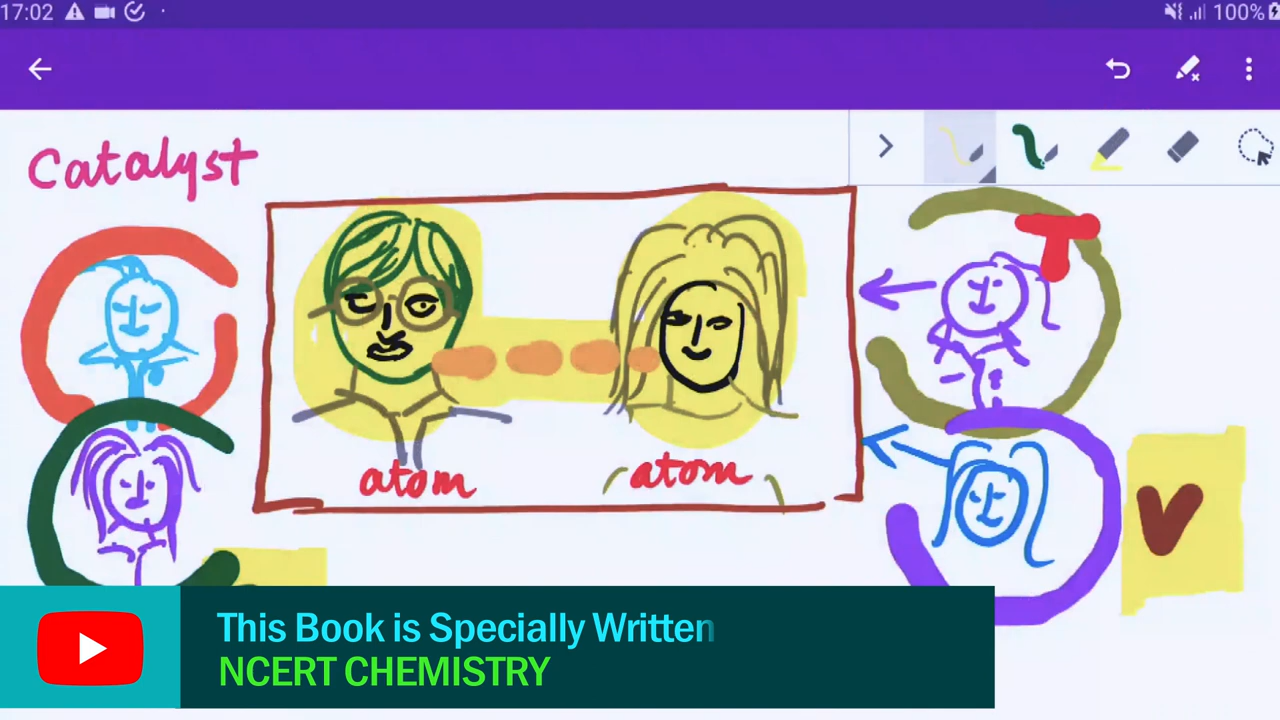 17:02
100%
Catalyst
T
atom
atom
V
This Book is Specially Written
NCERT CHEMISTRY